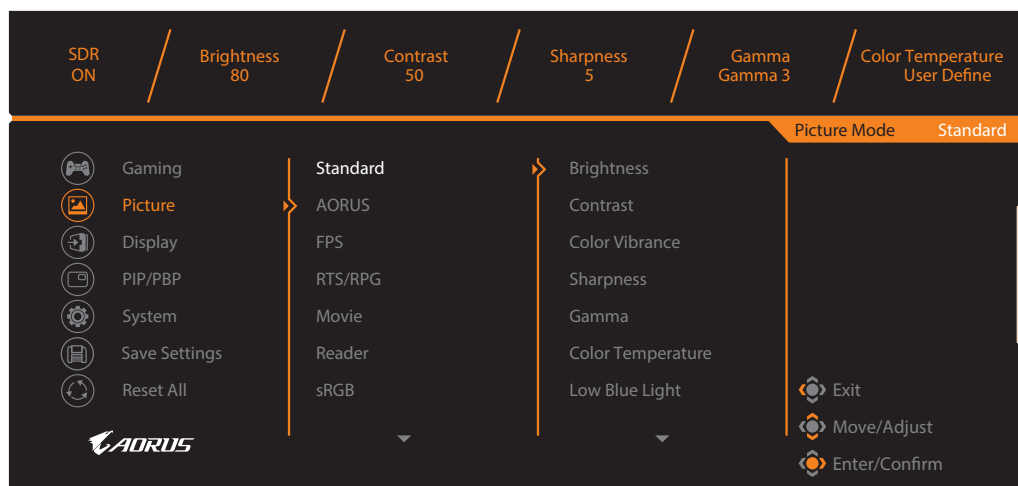 SDR
ON
Brightness
80
Contrast
50
Sharpness
5
Gamma
Gamma 3
Color Temperature
User Define
Picture Mode Standard
Gaming
Picture
Display
PIP/PBP
System
Save Settings
Reset All
Standard
AORUS
FPS
RTS/RPG
Movie
Reader
sRGB
Brightness
Contrast
Color Vibrance
Sharpness
Gamma
Color Temperature
Low Blue Light
Exit
Move/Adjust
Enter/Confirm
AORUS